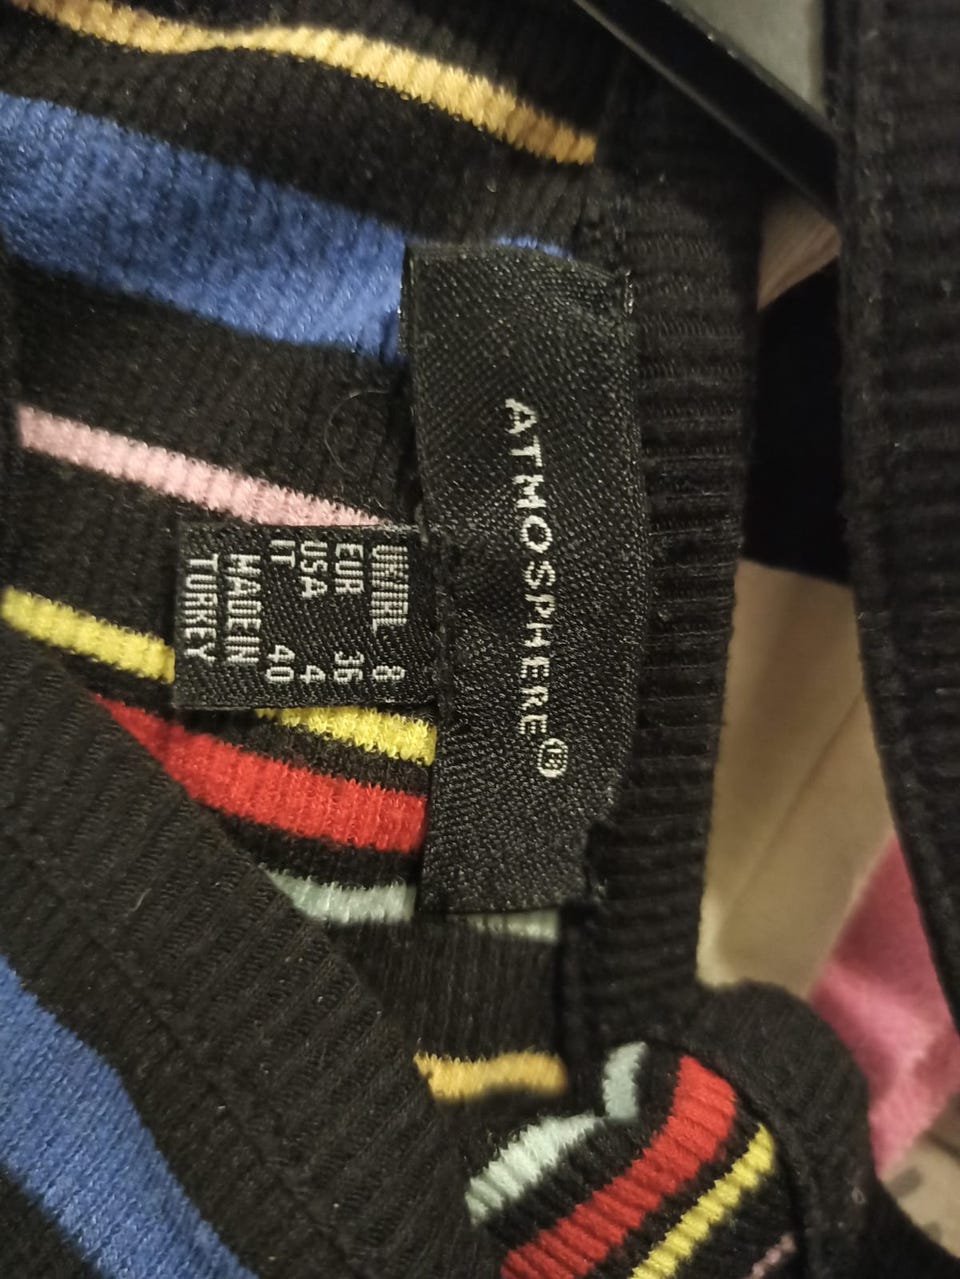 ATMOSPHERE®
UK/IRL 8
EUR 36
USA 4
IT 40
MADE IN
TURKEY